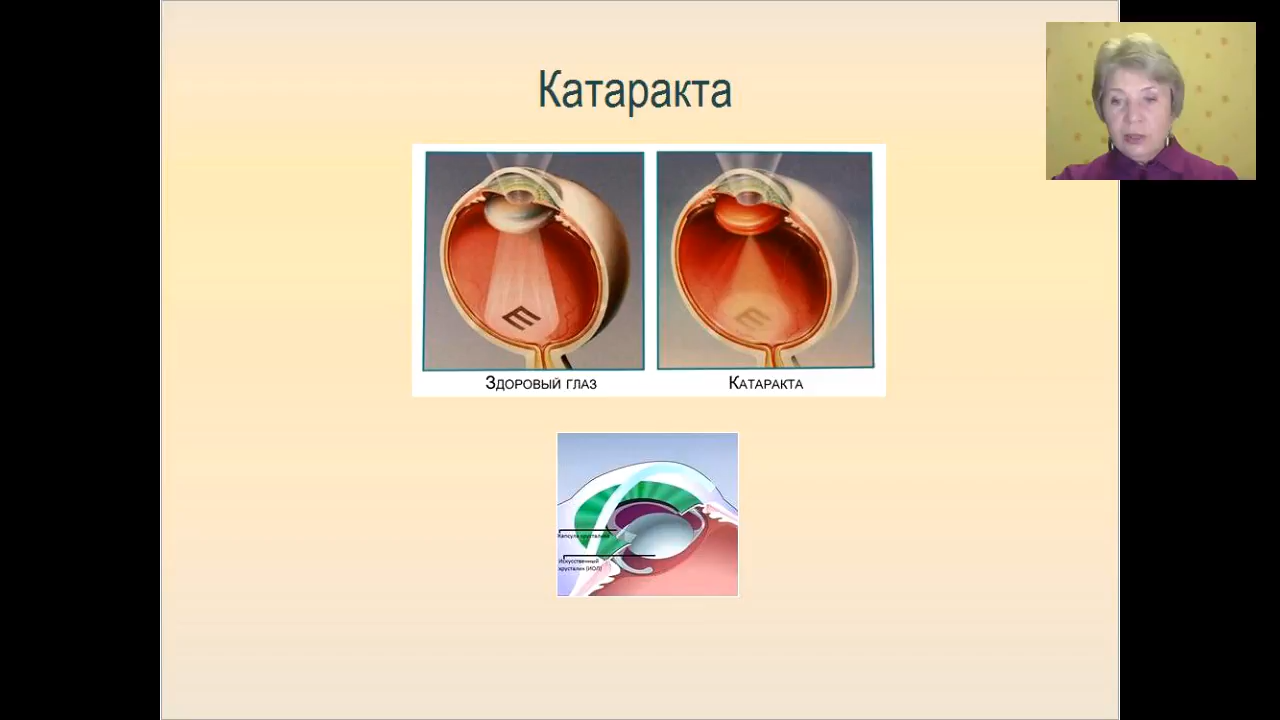 Катаракта
Здоровый глаз
Катаракта
Капсула хрусталика
Искусственный
хрусталик (ИОЛ)